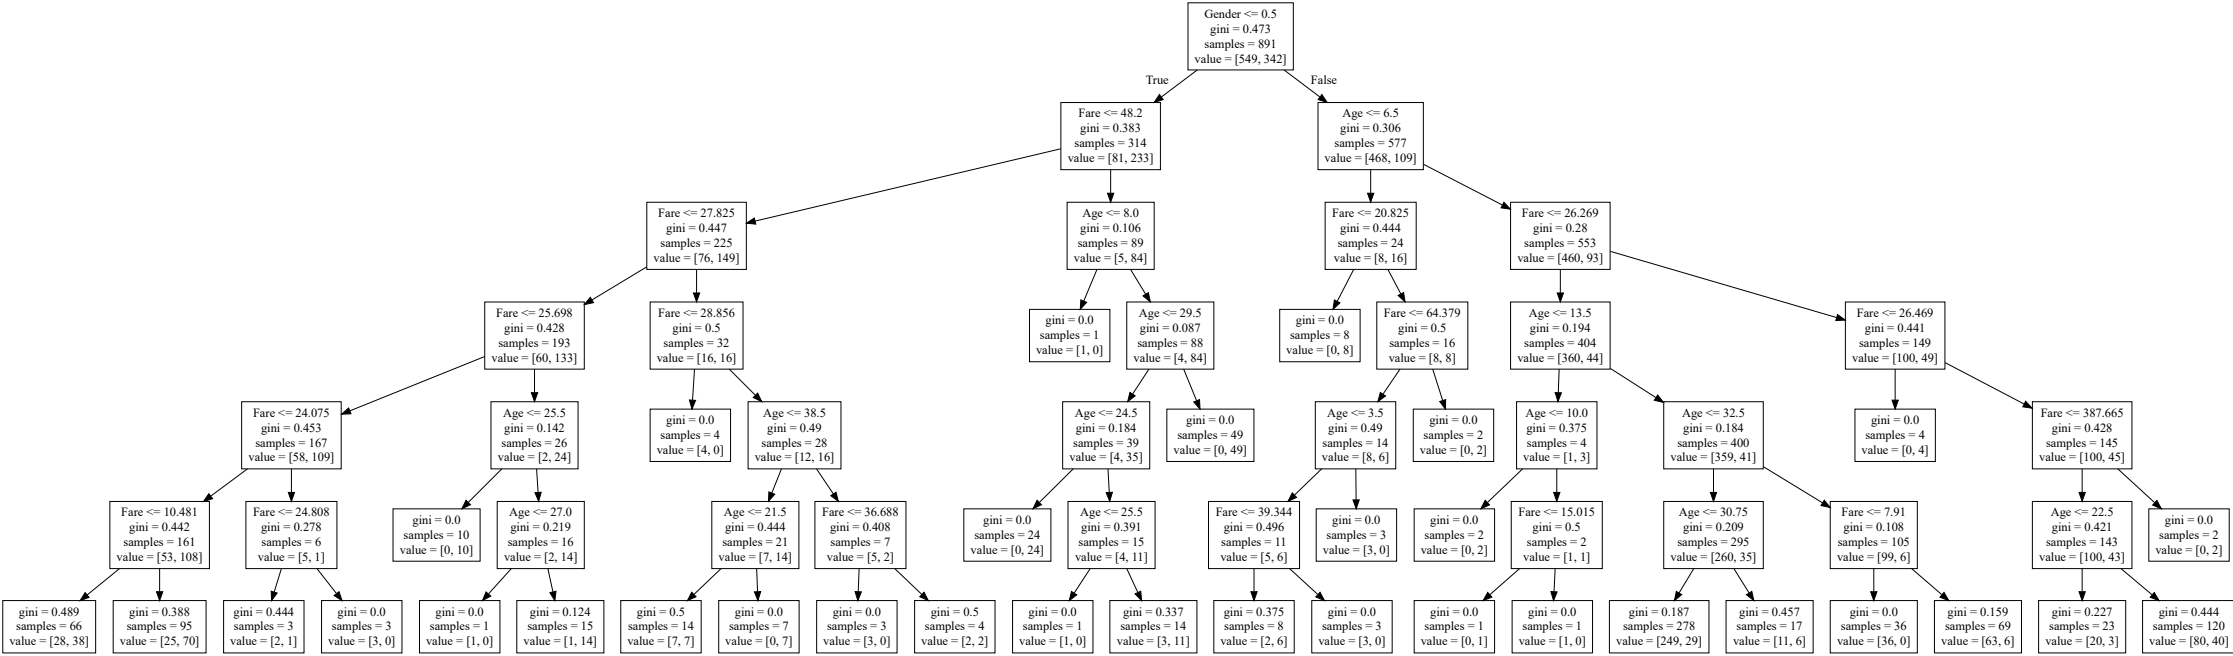 Gender <= 0.5
gini = 0.473
samples = 891
value = [549, 342]
True
False
Fare <= 48.2
gini = 0.383
samples = 314
value = [81, 233]
Age <= 6.5
gini = 0.306
samples = 577
value = [468, 109]
Fare <= 27.825
gini = 0.447
samples = 225
value = [76, 149]
Age <= 8.0
gini = 0.106
samples = 89
value = [5, 84]
Fare <= 20.825
gini = 0.444
samples = 24
value = [8, 16]
Fare <= 26.269
gini = 0.28
samples = 553
value = [460, 93]
Fare <= 25.698
gini = 0.428
samples = 193
value = [60, 133]
Fare <= 28.856
gini = 0.5
samples = 32
value = [16, 16]
gini = 0.0
samples = 1
value = [1, 0]
Age <= 29.5
gini = 0.087
samples = 88
value = [4, 84]
gini = 0.0
samples = 8
value = [0, 8]
Fare <= 64.379
gini = 0.5
samples = 16
value = [8, 8]
Age <= 13.5
gini = 0.194
samples = 404
value = [360, 44]
Fare <= 26.469
gini = 0.441
samples = 149
value = [100, 49]
Fare <= 24.075
gini = 0.453
samples = 167
value = [58, 109]
Age <= 25.5
gini = 0.142
samples = 26
value = [2, 24]
gini = 0.0
samples = 4
value = [4, 0]
Age <= 38.5
gini = 0.49
samples = 28
value = [12, 16]
Age <= 24.5
gini = 0.184
samples = 39
value = [4, 35]
gini = 0.0
samples = 49
value = [0, 49]
Age <= 3.5
gini = 0.49
samples = 14
value = [8, 6]
gini = 0.0
samples = 2
value = [0, 2]
Age <= 10.0
gini = 0.375
samples = 4
value = [1, 3]
Age <= 32.5
gini = 0.184
samples = 400
value = [359, 41]
gini = 0.0
samples = 4
value = [0, 4]
Fare <= 387.665
gini = 0.428
samples = 145
value = [100, 45]
Fare <= 10.481
gini = 0.442
samples = 161
value = [53, 108]
Fare <= 24.808
gini = 0.278
samples = 6
value = [5, 1]
gini = 0.0
samples = 10
value = [0, 10]
Age <= 27.0
gini = 0.219
samples = 16
value = [2, 14]
Age <= 21.5
gini = 0.444
samples = 21
value = [7, 14]
Fare <= 36.688
gini = 0.408
samples = 7
value = [5, 2]
gini = 0.0
samples = 24
value = [0, 24]
Age <= 25.5
gini = 0.391
samples = 15
value = [4, 11]
Fare <= 39.344
gini = 0.496
samples = 11
value = [5, 6]
gini = 0.0
samples = 3
value = [3, 0]
gini = 0.0
samples = 2
value = [0, 2]
Fare <= 15.015
gini = 0.5
samples = 2
value = [1, 1]
Age <= 30.75
gini = 0.209
samples = 295
value = [260, 35]
Fare <= 7.91
gini = 0.108
samples = 105
value = [99, 6]
Age <= 22.5
gini = 0.421
samples = 143
value = [100, 43]
gini = 0.0
samples = 2
value = [0, 2]
gini = 0.489
samples = 66
value = [28, 38]
gini = 0.388
samples = 95
value = [25, 70]
gini = 0.444
samples = 3
value = [2, 1]
gini = 0.0
samples = 3
value = [3, 0]
gini = 0.0
samples = 1
value = [1, 0]
gini = 0.124
samples = 15
value = [1, 14]
gini = 0.5
samples = 14
value = [7, 7]
gini = 0.0
samples = 7
value = [0, 7]
gini = 0.0
samples = 3
value = [3, 0]
gini = 0.5
samples = 4
value = [2, 2]
gini = 0.0
samples = 1
value = [1, 0]
gini = 0.337
samples = 14
value = [3, 11]
gini = 0.375
samples = 8
value = [2, 6]
gini = 0.0
samples = 3
value = [3, 0]
gini = 0.0
samples = 1
value = [0, 1]
gini = 0.0
samples = 1
value = [1, 0]
gini = 0.187
samples = 278
value = [249, 29]
gini = 0.457
samples = 17
value = [11, 6]
gini = 0.0
samples = 36
value = [36, 0]
gini = 0.159
samples = 69
value = [63, 6]
gini = 0.227
samples = 23
value = [20, 3]
gini = 0.444
samples = 120
value = [80, 40]